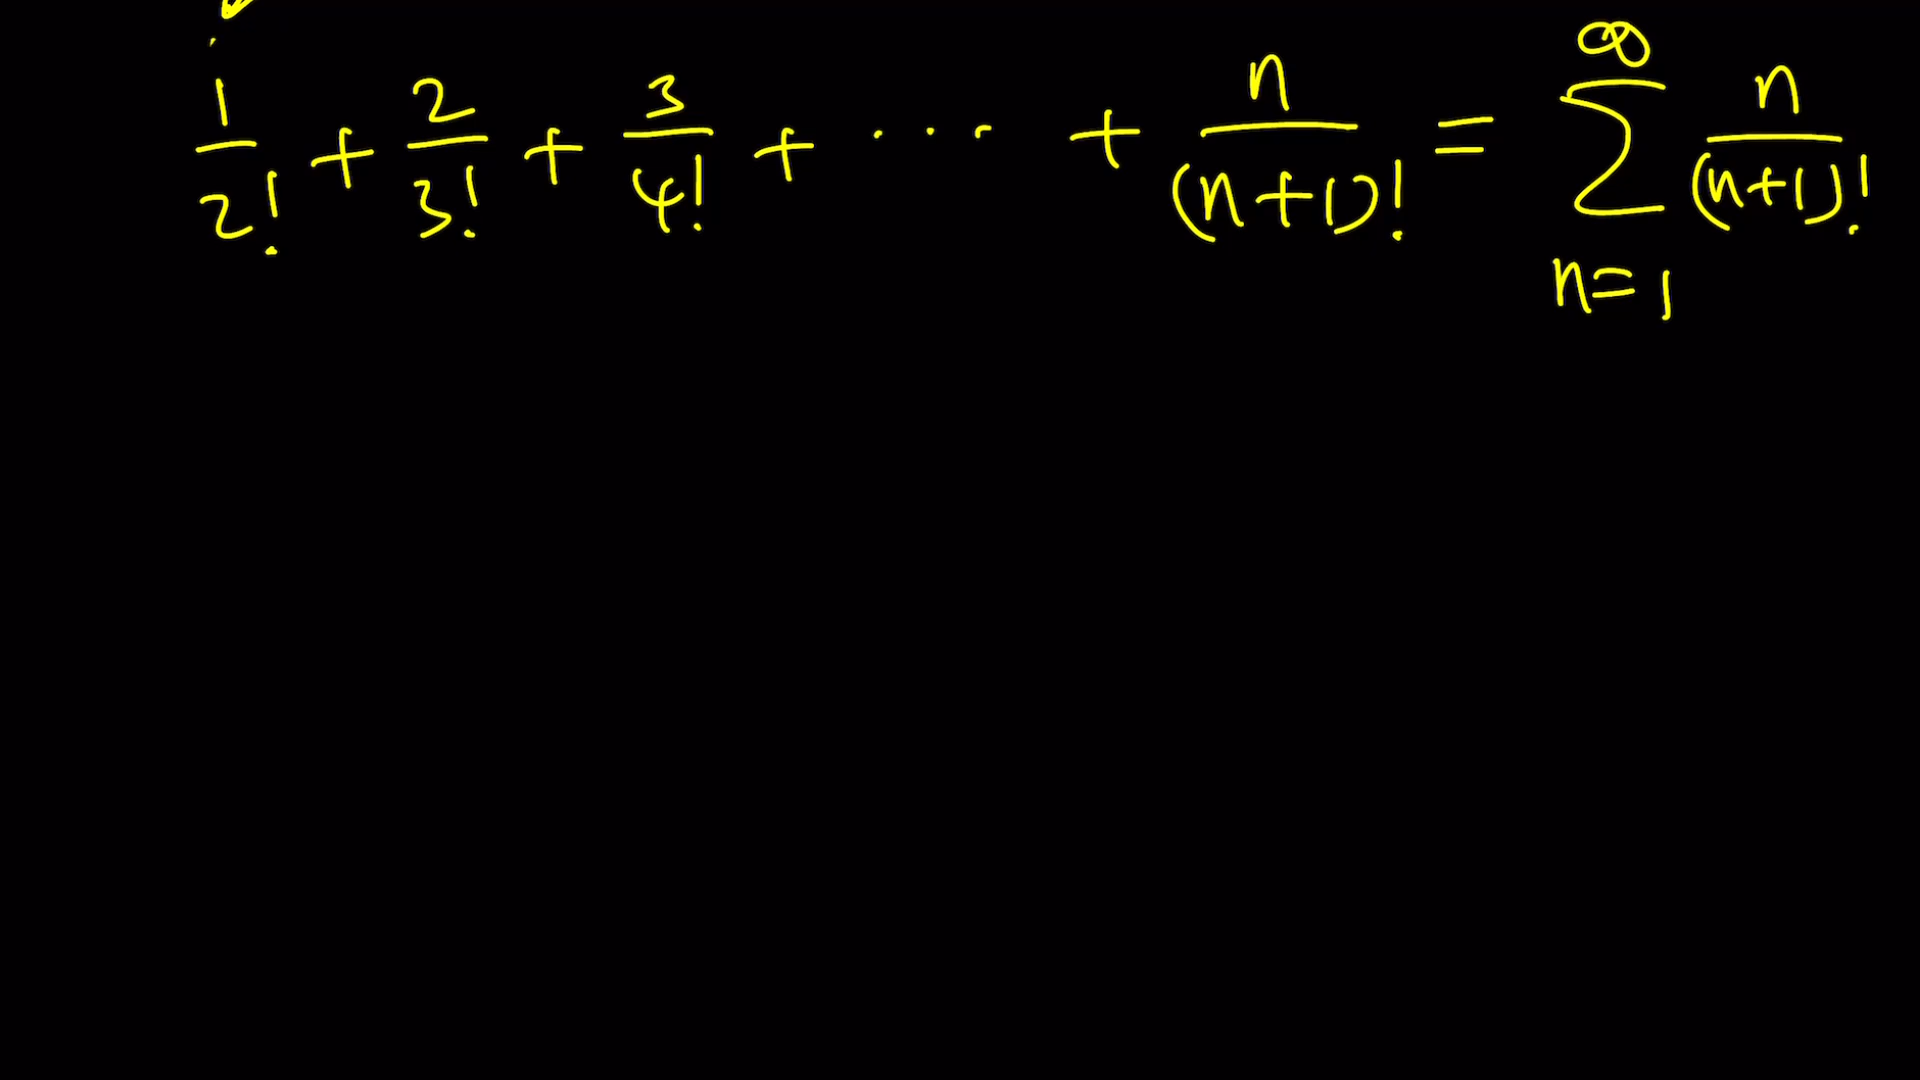 1/2! + 2/3! + 3/4! + ... + n/(n+1)! = ∞∑n=1 n/(n+1)!